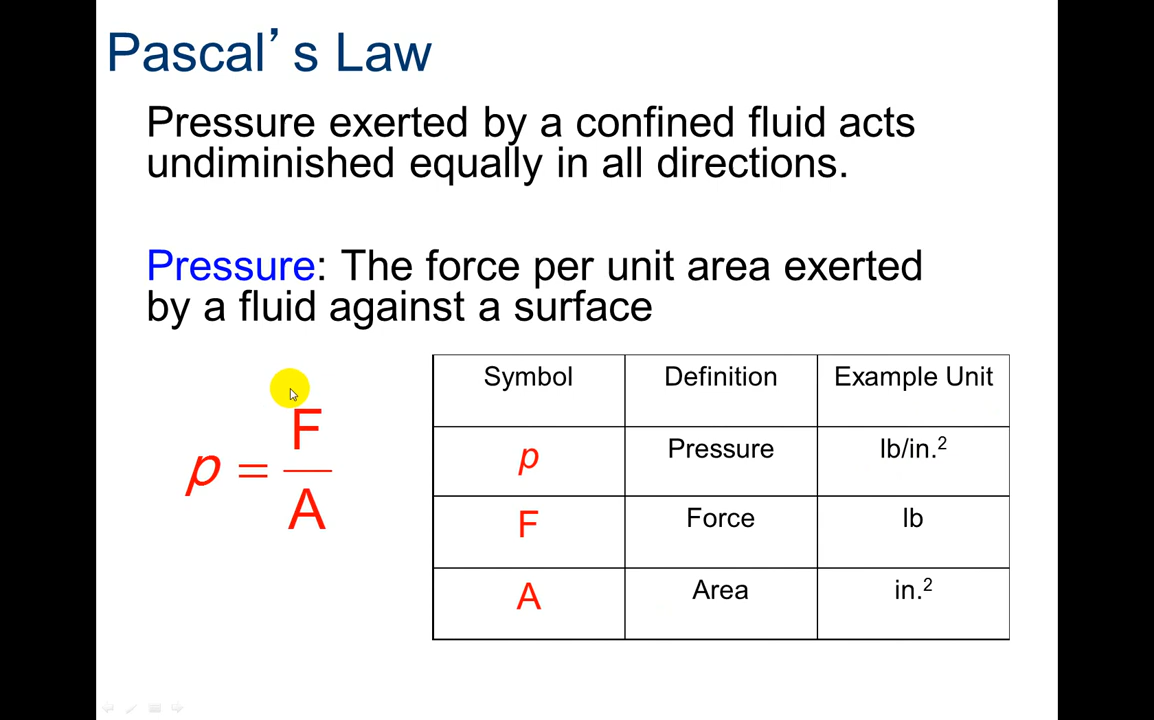 Pascal’s Law
Pressure exerted by a confined fluid acts
undiminished equally in all directions.
Pressure: The force per unit area exerted
by a fluid against a surface
p = F/A
Symbol Definition Example Unit
p Pressure lb/in.²
F Force lb
A Area in.²